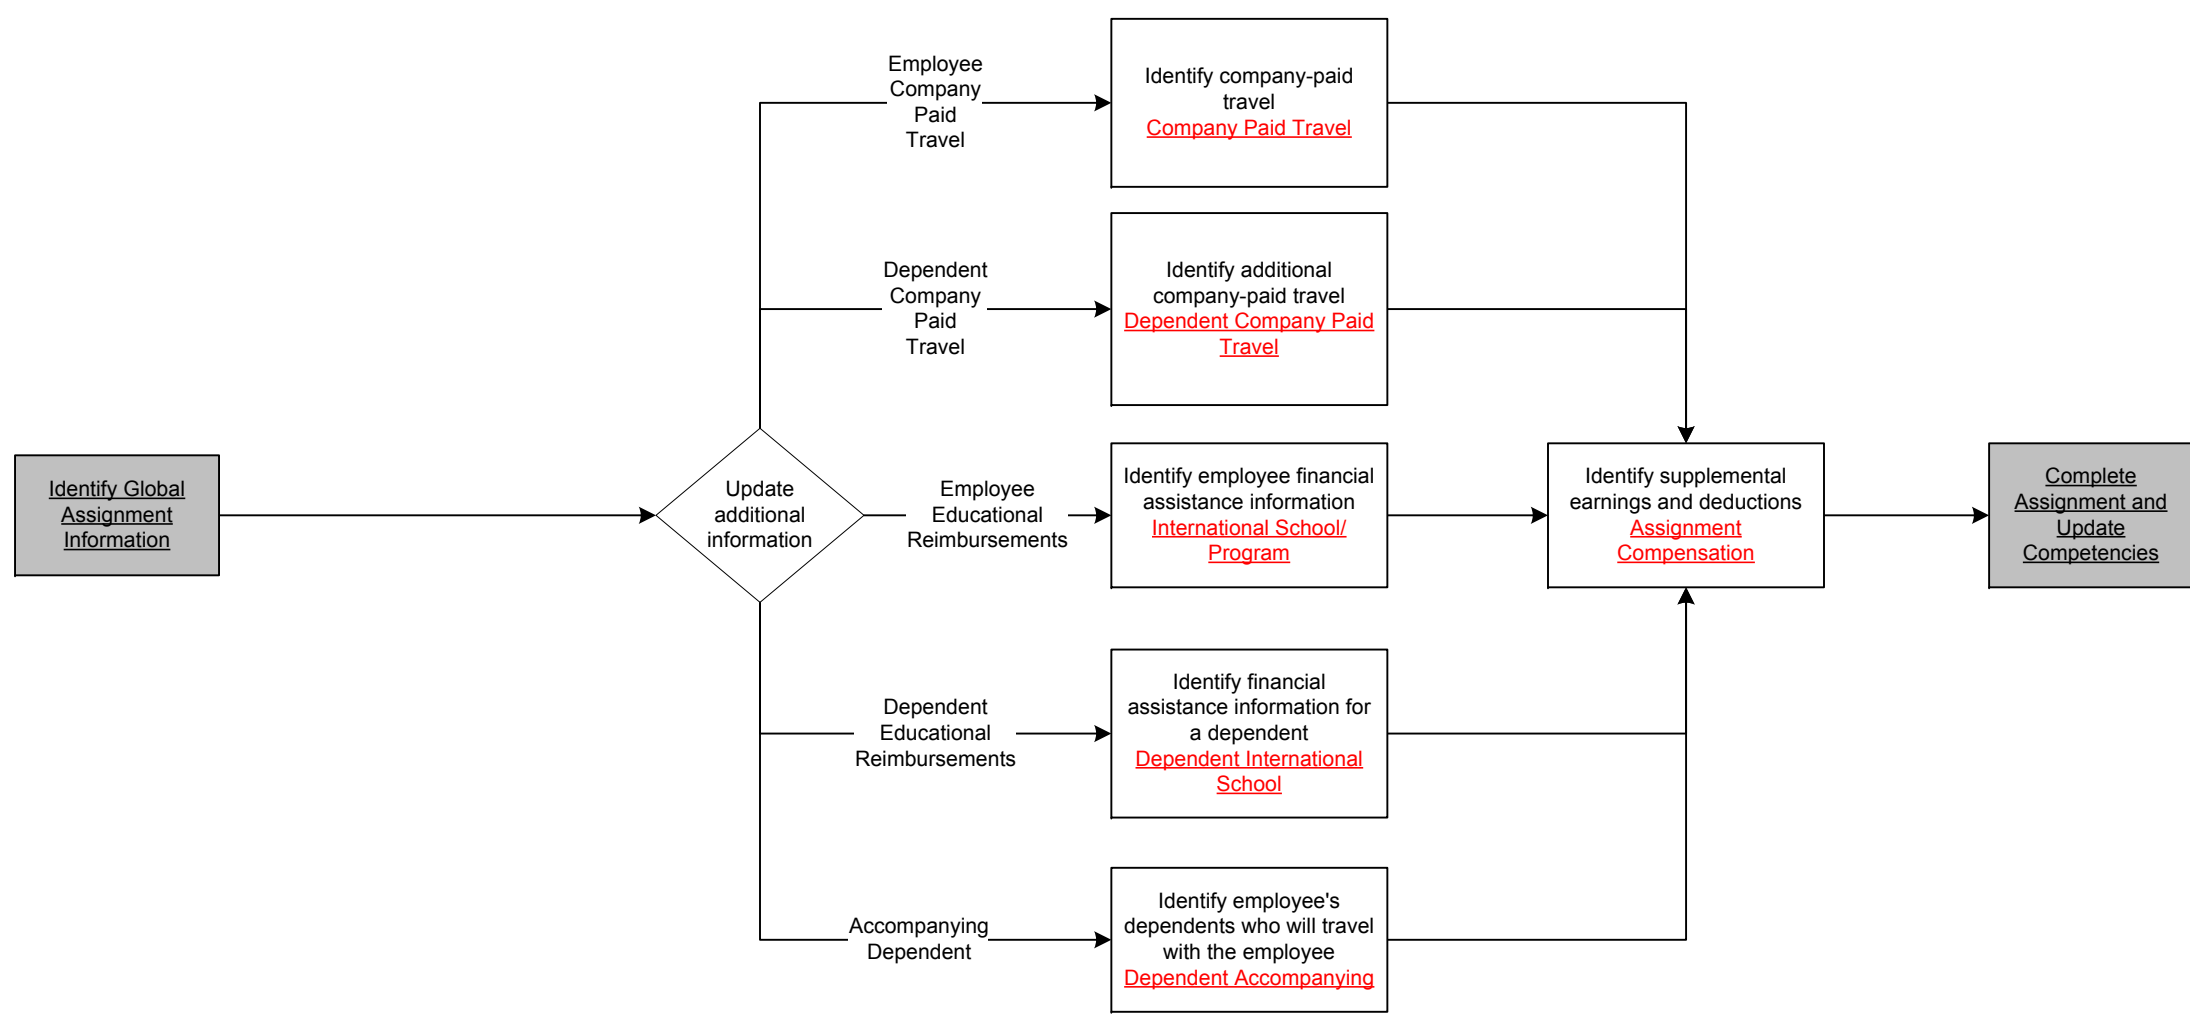 Employee
Company
Paid
Travel
Identify company-paid
travel
Company Paid Travel
Dependent
Company
Paid
Travel
Identify additional
company-paid travel
Dependent Company Paid
Travel
Identify Global
Assignment
Information
Update
additional
information
Employee
Educational
Reimbursements
Identify employee financial
assistance information
International School/
Program
Identify supplemental
earnings and deductions
Assignment
Compensation
Complete
Assignment and
Update
Competencies
Dependent
Educational
Reimbursements
Identify financial
assistance information for
a dependent
Dependent International
School
Accompanying
Dependent
Identify employee's
dependents who will travel
with the employee
Dependent Accompanying